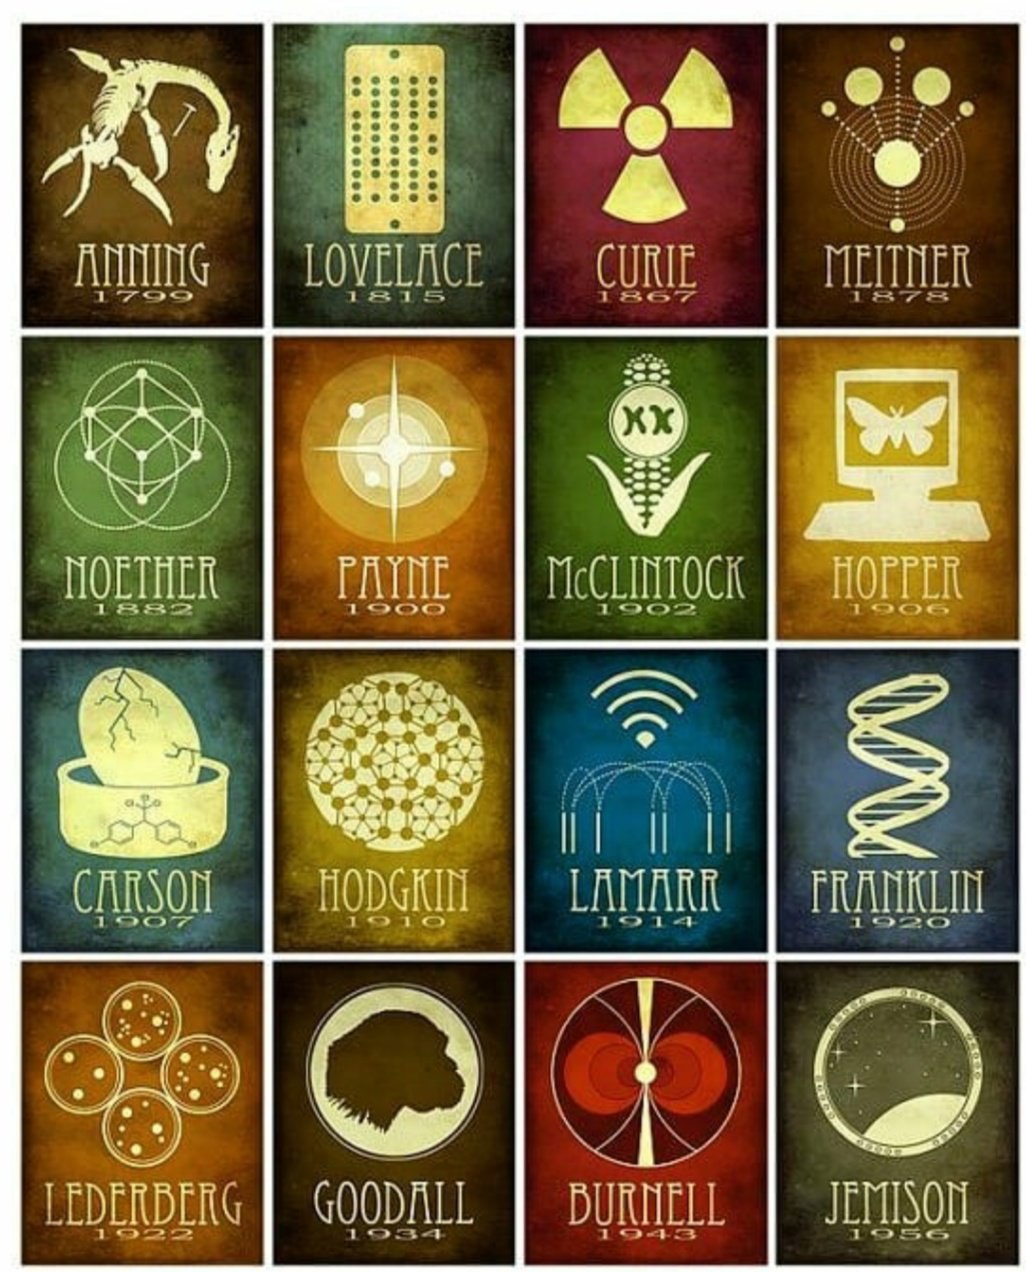 ANNING
1799
LOVELACE
1815
CURIE
1867
MEITNER
1878
NOETHER
1882
PAYNE
1900
McCLINTOCK
1902
HOPPER
1906
CARSON
1907
HODGKIN
1910
LAMARR
1914
FRANKLIN
1920
LEDERBERG
1922
GOODALL
1934
BURNELL
1943
JEMISON
1956